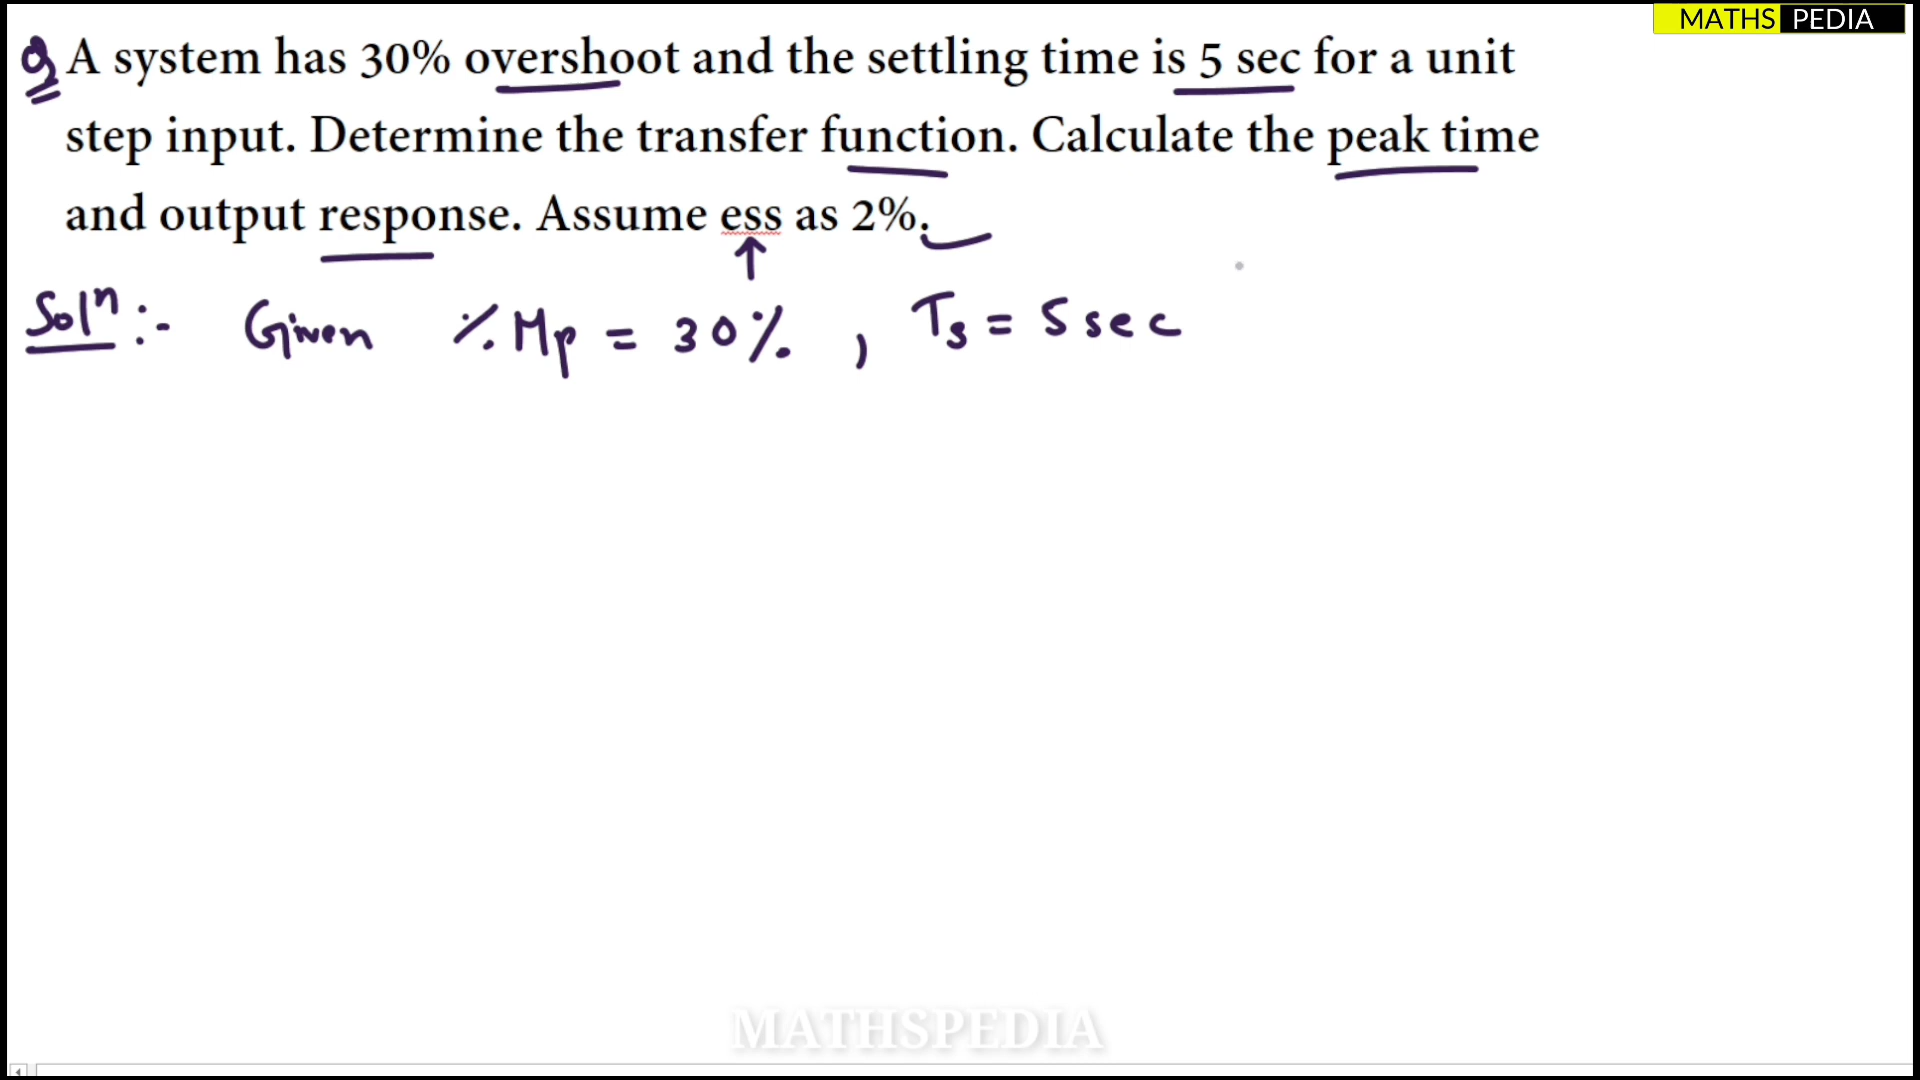 MATHS PEDIA
Q A system has 30% overshoot and the settling time is 5 sec for a unit
step input. Determine the transfer function. Calculate the peak time
and output response. Assume ess as 2%.
Solⁿ :- Given % Mp = 30% , Ts = 5 sec
MATHSPEDIA